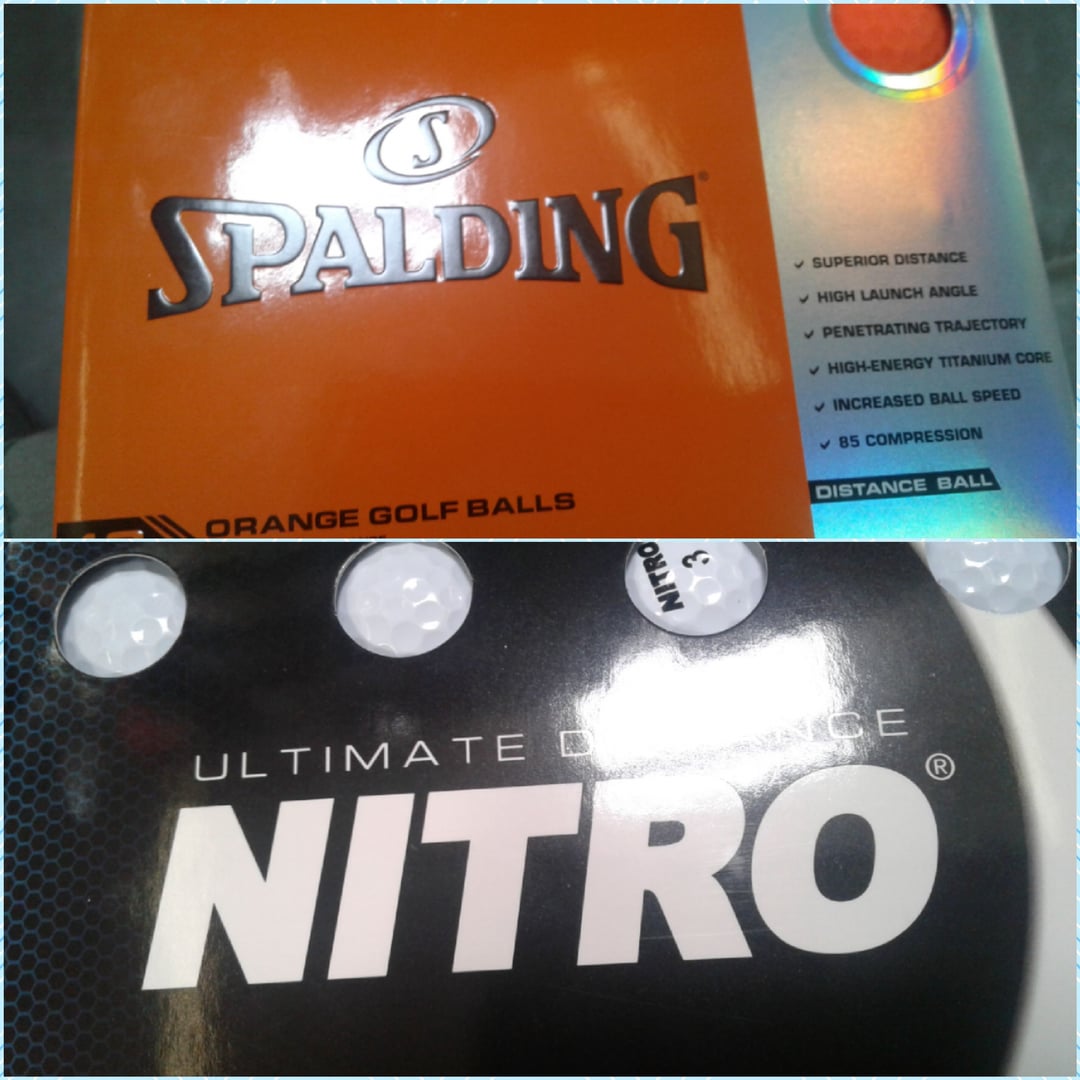 S
SPALDING®
SUPERIOR DISTANCE
HIGH LAUNCH ANGLE
PENETRATING TRAJECTORY
HIGH-ENERGY TITANIUM CORE
INCREASED BALL SPEED
85 COMPRESSION
DISTANCE BALL
ORANGE GOLF BALLS
NITRO
3
ULTIMATE DISTANCE
NITRO®